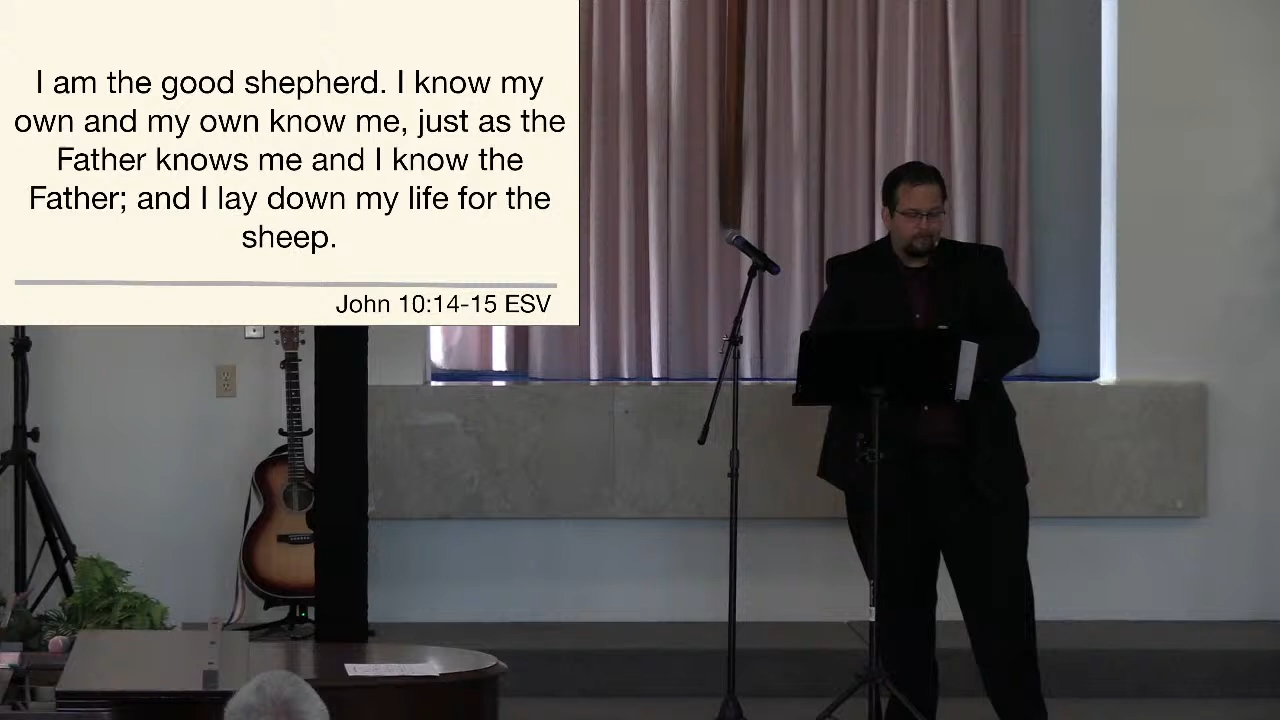 I am the good shepherd. I know my
own and my own know me, just as the
Father knows me and I know the
Father; and I lay down my life for the
sheep.
John 10:14-15 ESV